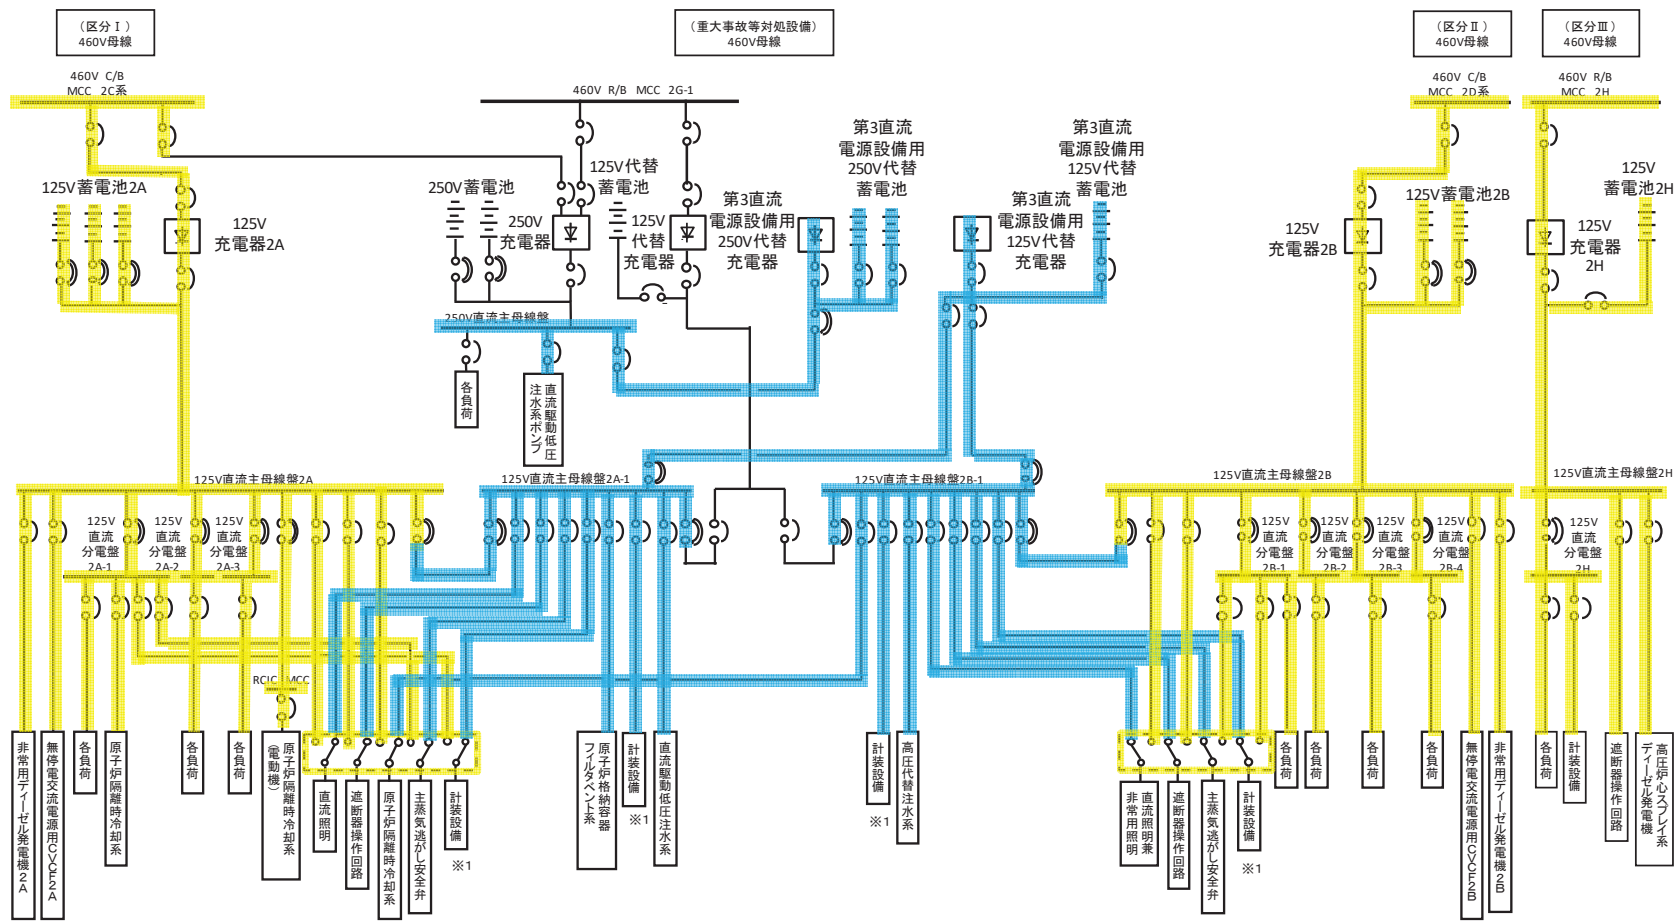 （区分Ⅰ）
460V母線
（重大事故等対処設備）
460V母線
（区分Ⅱ）
460V母線
（区分Ⅲ）
460V母線
460V C/B
MCC 2C系
460V R/B MCC 2G-1
460V C/B
MCC 2D系
460V R/B
MCC 2H
125V蓄電池2A
125V
充電器2A
250V蓄電池
250V
充電器
125V代替
蓄電池
125V
代替
充電器
第3直流
電源設備用
250V代替
充電器
第3直流
電源設備用
250V代替
蓄電池
第3直流
電源設備用
125V代替
充電器
第3直流
電源設備用
125V代替
蓄電池
125V
充電器2B
125V蓄電池2B
125V
充電器
2H
125V
蓄電池2H
250V直流主母線盤
各負荷
直流駆動低圧
注水系ポンプ
125V直流主母線盤2A
125V直流主母線盤2A-1
125V直流主母線盤2B-1
125V直流主母線盤2B
125V直流主母線盤2H
125V
直流
分電盤
2A-1
125V
直流
分電盤
2A-2
125V
直流
分電盤
2A-3
125V
直流
分電盤
2B-1
125V
直流
分電盤
2B-2
125V
直流
分電盤
2B-3
125V
直流
分電盤
2B-4
125V
直流
分電盤
2H
RCIC MCC
非常用ディーゼル発電機2A
無停電交流電源用CVCF2A
各負荷
原子炉隔離時冷却系
各負荷
各負荷
原子炉隔離時冷却系
（電動機）
直流照明
遮断器操作回路
原子炉隔離時冷却系
主蒸気逃がし安全弁
計装設備
※1
原子炉格納容器
フィルタベント系
計装設備
※1
直流駆動低圧注水系
計装設備
※1
高圧代替注水系
直流照明兼
非常用照明
遮断器操作回路
主蒸気逃がし安全弁
計装設備
※1
各負荷
各負荷
各負荷
各負荷
無停電交流電源用CVCF2B
非常用ディーゼル発電機2B
各負荷
計装設備
遮断器操作回路
高圧炉心スプレイ系
ディーゼル発電機